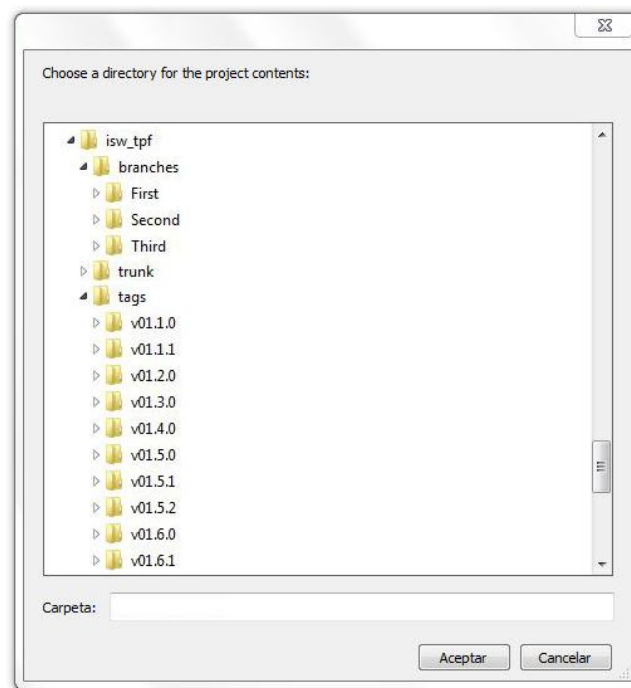 Choose a directory for the project contents:
isw_tpf
branches
First
Second
Third
trunk
tags
v01.1.0
v01.1.1
v01.2.0
v01.3.0
v01.4.0
v01.5.0
v01.5.1
v01.5.2
v01.6.0
v01.6.1
Carpeta:
Aceptar Cancelar